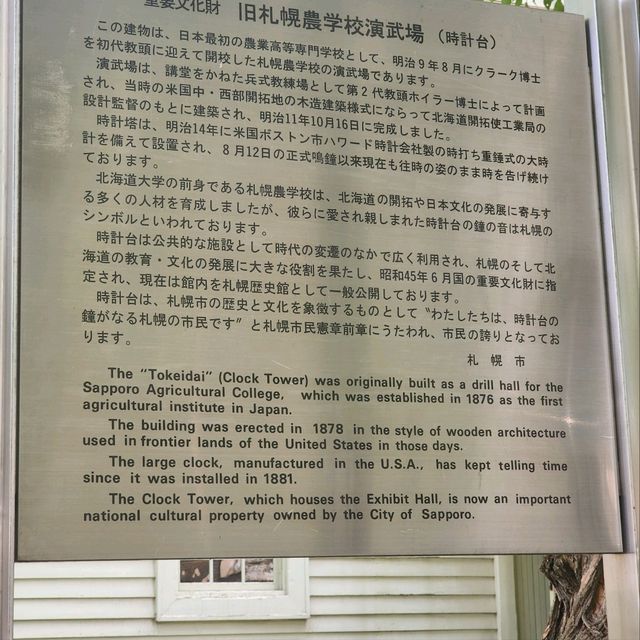 重要文化財 旧札幌農学校演武場（時計台）
この建物は、日本最初の農業高等専門学校として、明治9年8月にクラーク博士
を初代教頭に迎えて開校した札幌農学校の演武場であります。
演武場は、講堂をかねた兵式教練場として第2代教頭ホイラー博士によって計画
され、当時の米国中・西部開拓地の木造建築様式にならって北海道開拓使工業局の
設計監督のもとに建築され、明治11年10月16日に完成しました。
時計塔は、明治14年に米国ボストン市ハワード時計会社製の時打ち重錘式の大時
計を備えて設置され、8月12日の正式鳴鐘以来現在も往時の姿のまま時を告げ続け
ております。
北海道大学の前身である札幌農学校は、北海道の開拓や日本文化の発展に寄与す
る多くの人材を育成しましたが、彼らに愛され親しまれた時計台の鐘の音は札幌の
シンボルといわれております。
時計台は公共的な施設として時代の変遷のなかで広く利用され、札幌のそして北
海道の教育・文化の発展に大きな役割を果たし、昭和45年6月国の重要文化財に指
定され、現在は館内を札幌歴史館として一般公開しております。
時計台は、札幌市の歴史と文化を象徴するものとして〝わたしたちは、時計台の
鐘がなる札幌の市民です〟と札幌市民憲章前章にうたわれ、市民の誇りとなってお
ります。
札幌市
The "Tokeidai" (Clock Tower) was originally built as a drill hall for the
Sapporo Agricultural College, which was established in 1876 as the first
agricultural institute in Japan.
The building was erected in 1878 in the style of wooden architecture
used in frontier lands of the United States in those days.
The large clock, manufactured in the U.S.A., has kept telling time
since it was installed in 1881.
The Clock Tower, which houses the Exhibit Hall, is now an important
national cultural property owned by the City of Sapporo.